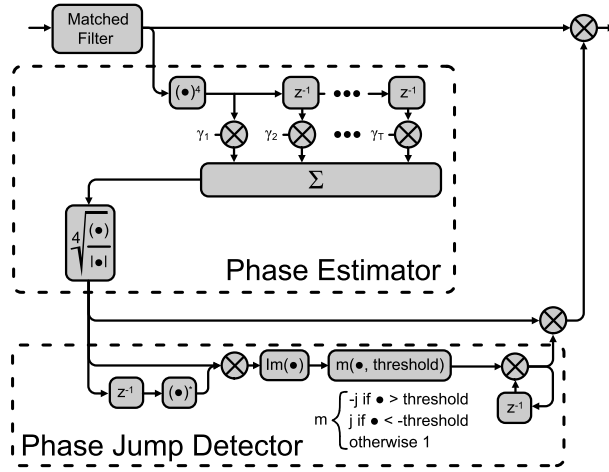 Matched
Filter
(•)⁴
z⁻¹
•••
z⁻¹
γ₁
γ₂
•••
γ_T
Σ
4√((•)/|•|)
Phase Estimator
z⁻¹
(•)*
Im(•)
m(•, threshold)
z⁻¹
m { -j if • > threshold
j if • < -threshold
otherwise 1
Phase Jump Detector